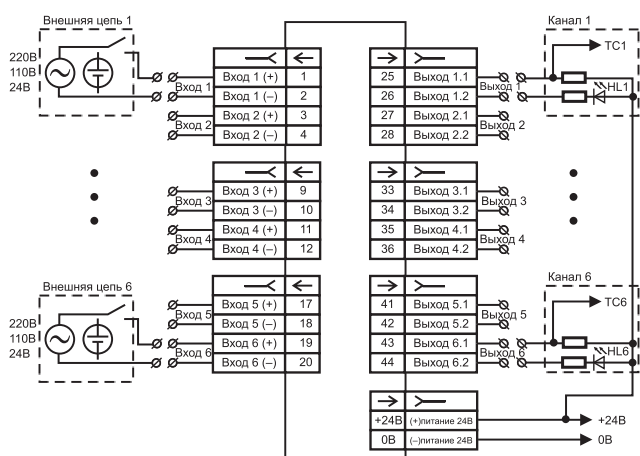 Внешняя цепь 1
220В
110В
24В
Вход 1
Вход 2
Вход 1 (+) 1
Вход 1 (–) 2
Вход 2 (+) 3
Вход 2 (–) 4
25 Выход 1.1
26 Выход 1.2
27 Выход 2.1
28 Выход 2.2
Выход 1
Выход 2
Канал 1
ТС1
HL1
Вход 3
Вход 4
Вход 3 (+) 9
Вход 3 (–) 10
Вход 4 (+) 11
Вход 4 (–) 12
33 Выход 3.1
34 Выход 3.2
35 Выход 4.1
36 Выход 4.2
Выход 3
Выход 4
Внешняя цепь 6
220В
110В
24В
Вход 5
Вход 6
Вход 5 (+) 17
Вход 5 (–) 18
Вход 6 (+) 19
Вход 6 (–) 20
41 Выход 5.1
42 Выход 5.2
43 Выход 6.1
44 Выход 6.2
Выход 5
Выход 6
Канал 6
ТС6
HL6
+24В (+)питание 24В
0В (–)питание 24В
+24В
0В